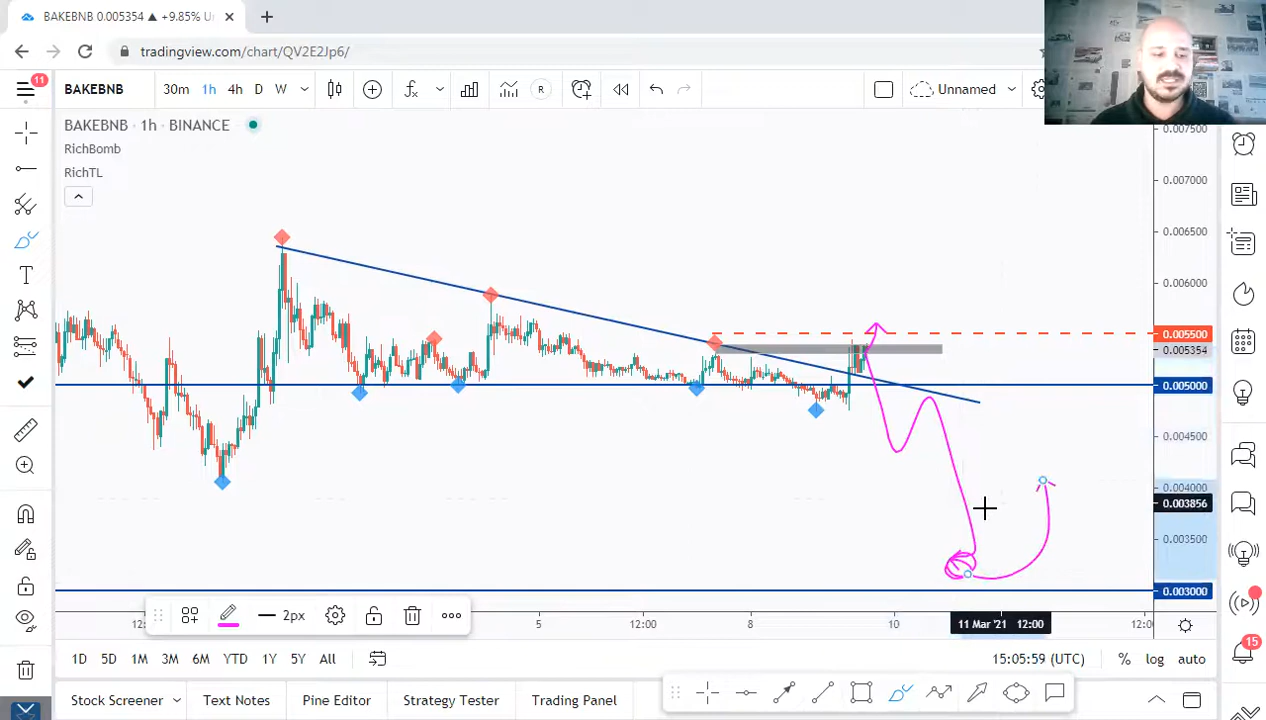 BAKEBNB 0.005354 ▲ +9.85%
tradingview.com/chart/QV2E2Jp6/
11
BAKEBNB
30m
1h
4h
D
W
R
Unnamed
BAKEBNB · 1h · BINANCE
RichBomb
RichTL
0.007500
0.007000
0.006500
0.006000
0.005500
0.005354
0.005000
0.004500
0.004000
0.003856
0.003500
0.003000
2px
12:
5
12:00
8
10
11 Mar '21 12:00
12:0
1D 5D 1M 3M 6M YTD 1Y 5Y All
15:05:59 (UTC)
% log auto
15
Stock Screener Text Notes Pine Editor Strategy Tester Trading Panel